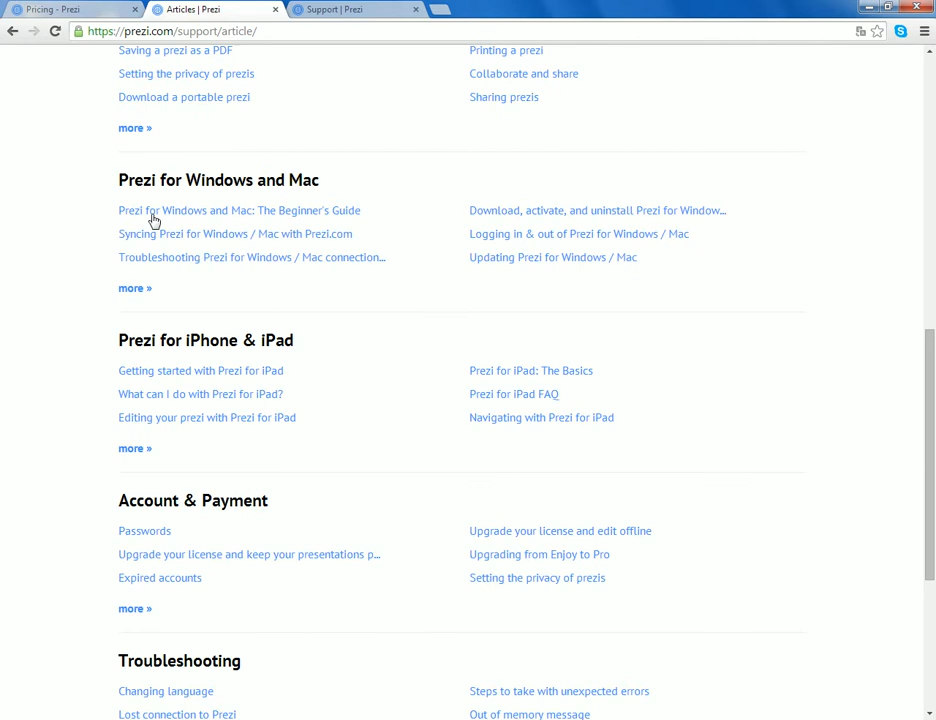 Pricing - Prezi
Articles | Prezi
Support | Prezi
https://prezi.com/support/article/
Saving a prezi as a PDF
Printing a prezi
Setting the privacy of prezis
Collaborate and share
Download a portable prezi
Sharing prezis
more »
Prezi for Windows and Mac
Prezi for Windows and Mac: The Beginner's Guide
Download, activate, and uninstall Prezi for Window...
Syncing Prezi for Windows / Mac with Prezi.com
Logging in & out of Prezi for Windows / Mac
Troubleshooting Prezi for Windows / Mac connection...
Updating Prezi for Windows / Mac
more »
Prezi for iPhone & iPad
Getting started with Prezi for iPad
Prezi for iPad: The Basics
What can I do with Prezi for iPad?
Prezi for iPad FAQ
Editing your prezi with Prezi for iPad
Navigating with Prezi for iPad
more »
Account & Payment
Passwords
Upgrade your license and edit offline
Upgrade your license and keep your presentations p...
Upgrading from Enjoy to Pro
Expired accounts
Setting the privacy of prezis
more »
Troubleshooting
Changing language
Steps to take with unexpected errors
Lost connection to Prezi
Out of memory message